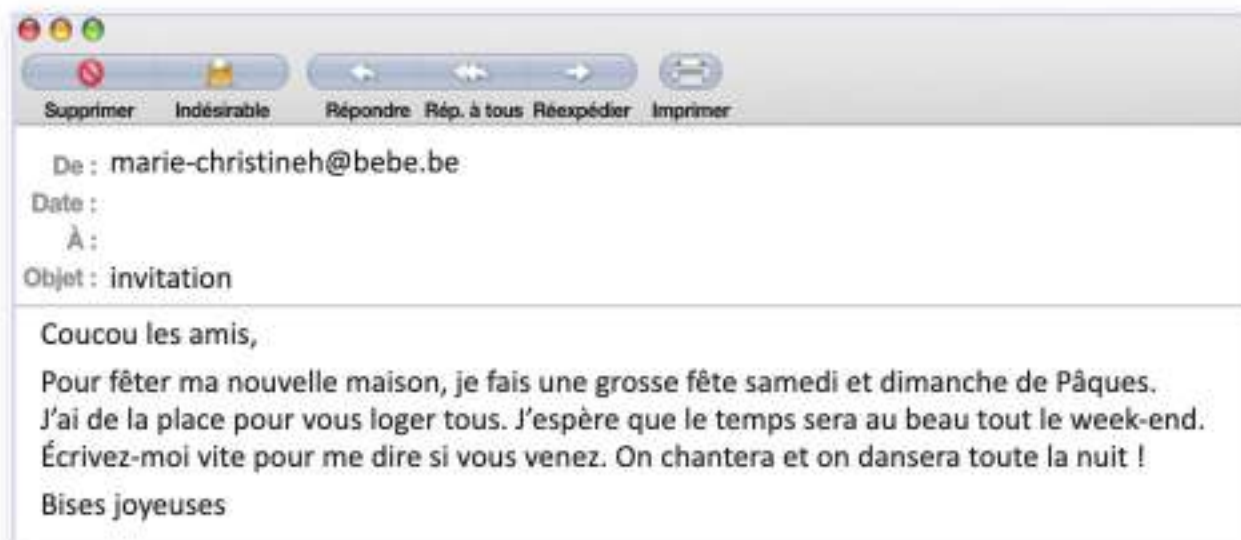 Supprimer Indésirable Répondre Rép. à tous Réexpédier Imprimer
De : marie-christineh@bebe.be
Date :
À :
Objet : invitation
Coucou les amis,
Pour fêter ma nouvelle maison, je fais une grosse fête samedi et dimanche de Pâques.
J'ai de la place pour vous loger tous. J'espère que le temps sera au beau tout le week-end.
Écrivez-moi vite pour me dire si vous venez. On chantera et on dansera toute la nuit !
Bises joyeuses